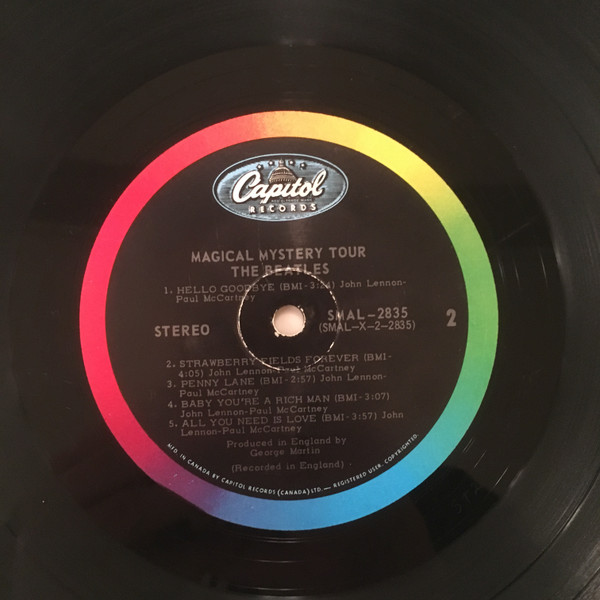 Capitol
RECORDS
MAGICAL MYSTERY TOUR
THE BEATLES
1. HELLO GOODBYE (BMI-3:24) John Lennon-
Paul McCartney
STEREO
SMAL-2835
(SMAL-X-2-2835)
2
2. STRAWBERRY FIELDS FOREVER (BMI-
4:05) John Lennon-Paul McCartney
3. PENNY LANE (BMI-2:57) John Lennon-
Paul McCartney
4. BABY YOU'RE A RICH MAN (BMI-3:07)
John Lennon-Paul McCartney
5. ALL YOU NEED IS LOVE (BMI-3:57) John
Lennon-Paul McCartney
Produced in England by
George Martin
(Recorded in England)
MFD. IN CANADA BY CAPITOL RECORDS (CANADA) LTD. — REGISTERED USER. COPYRIGHTED.